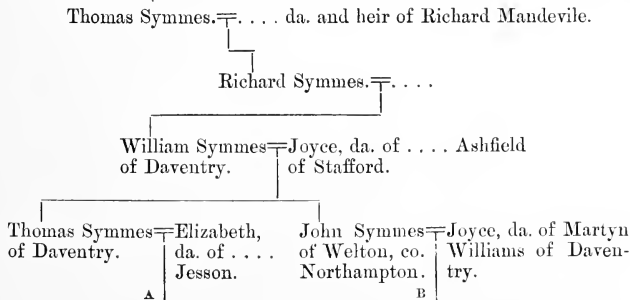 Thomas Symmes.=. . . . da. and heir of Richard Mandevile.
Richard Symmes.=. . . .
William Symmes=Joyce, da. of . . . . Ashfield
of Daventry. of Stafford.
Thomas Symmes=Elizabeth, John Symmes=Joyce, da. of Martyn
of Daventry. da. of . . . . of Welton, co. Williams of Daven-
Jesson. Northampton. try.
A B